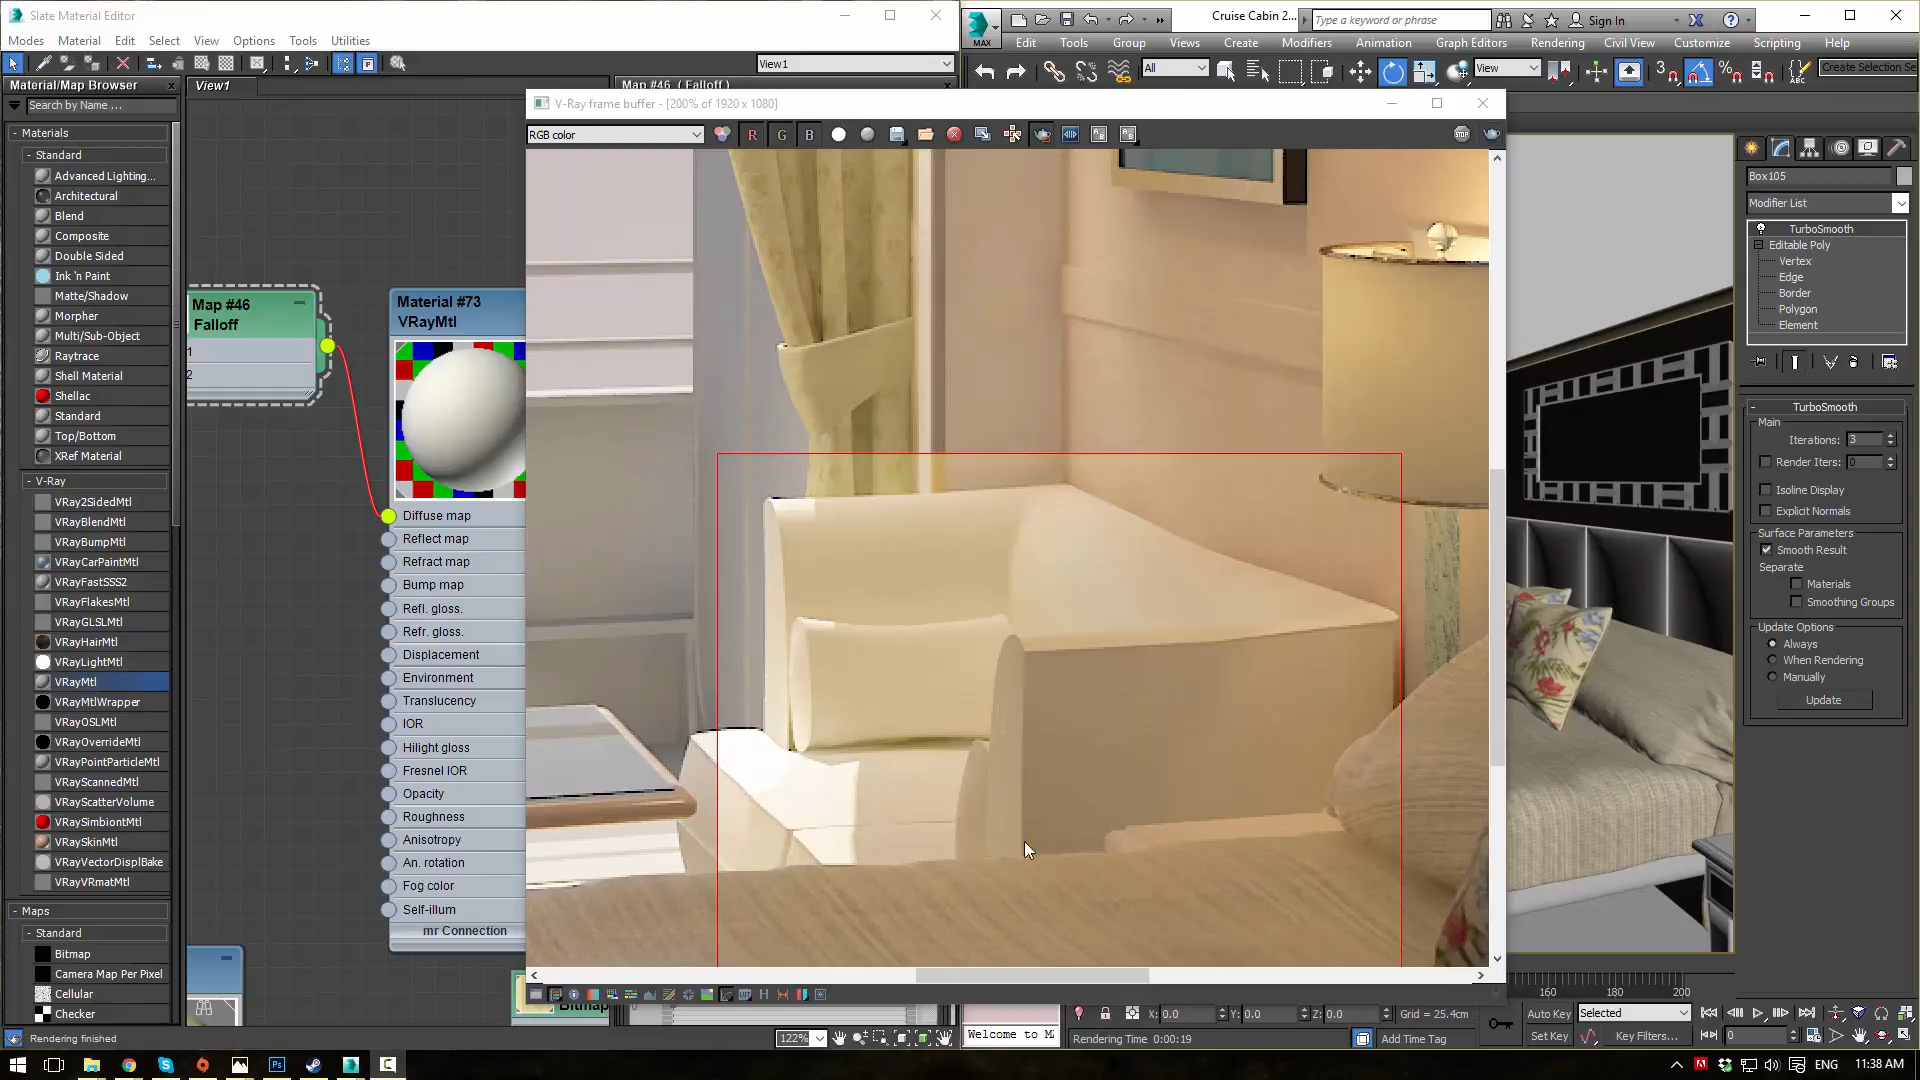 Slate Material Editor
Modes Material Edit Select View Options Tools Utilities
View1
Material/Map Browser
View1
Map #46 ( Falloff )
Search by Name ...
- Materials
- Standard
Advanced Lighting...
Architectural
Blend
Composite
Double Sided
Ink 'n Paint
Matte/Shadow
Morpher
Multi/Sub-Object
Raytrace
Shell Material
Shellac
Standard
Top/Bottom
XRef Material
- V-Ray
VRay2SidedMtl
VRayBlendMtl
VRayBumpMtl
VRayCarPaintMtl
VRayFastSSS2
VRayFlakesMtl
VRayGLSLMtl
VRayHairMtl
VRayLightMtl
VRayMtl
VRayMtlWrapper
VRayOSLMtl
VRayOverrideMtl
VRayPointParticleMtl
VRayScannedMtl
VRayScatterVolume
VRaySimbiontMtl
VRaySkinMtl
VRayVectorDisplBake
VRayVRmatMtl
- Maps
- Standard
Bitmap
Camera Map Per Pixel
Cellular
Checker
Map #46
Falloff
1
2
Material #73
VRayMtl
Diffuse map
Reflect map
Refract map
Bump map
Refl. gloss.
Refr. gloss.
Displacement
Environment
Translucency
IOR
Hilight gloss
Fresnel IOR
Opacity
Roughness
Anisotropy
An. rotation
Fog color
Self-illum
mr Connection
Bitmap
Rendering finished
122%
V-Ray frame buffer - [200% of 1920 x 1080]
RGB color
R G B
STOP
MAX
Cruise Cabin 2...
Type a keyword or phrase
Sign In
Edit Tools Group Views Create Modifiers Animation Graph Editors Rendering Civil View Customize Scripting Help
All
View
3
Create Selection Se
Box105
Modifier List
TurboSmooth
Editable Poly
Vertex
Edge
Border
Polygon
Element
- TurboSmooth
Main
Iterations: 3
Render Iters: 0
Isoline Display
Explicit Normals
Surface Parameters
Smooth Result
Separate
Materials
Smoothing Groups
Update Options
Always
When Rendering
Manually
Update
160 180 200
X: 0.0 Y: 0.0 Z: 0.0 Grid = 25.4cm
Auto Key Selected
Welcome to M
Rendering Time 0:00:19
Add Time Tag
Set Key Key Filters...
0
ENG 11:38 AM